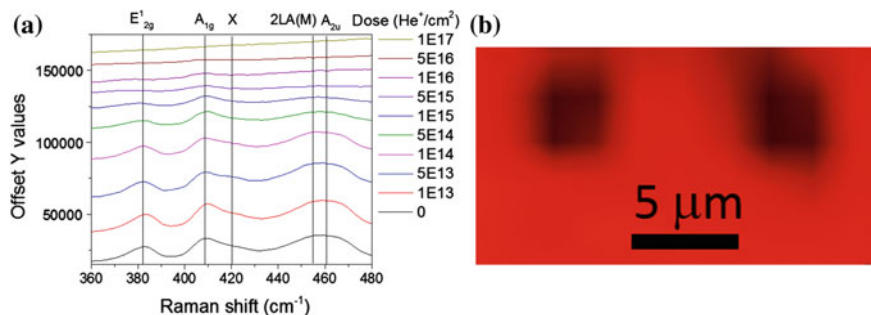 (a)
E¹₂g A₁g X 2LA(M) A₂u Dose (He⁺/cm²)
1E17
5E16
1E16
5E15
1E15
5E14
1E14
5E13
1E13
0
Offset Y values
150000
100000
50000
360 380 400 420 440 460 480
Raman shift (cm⁻¹)
(b)
5 μm